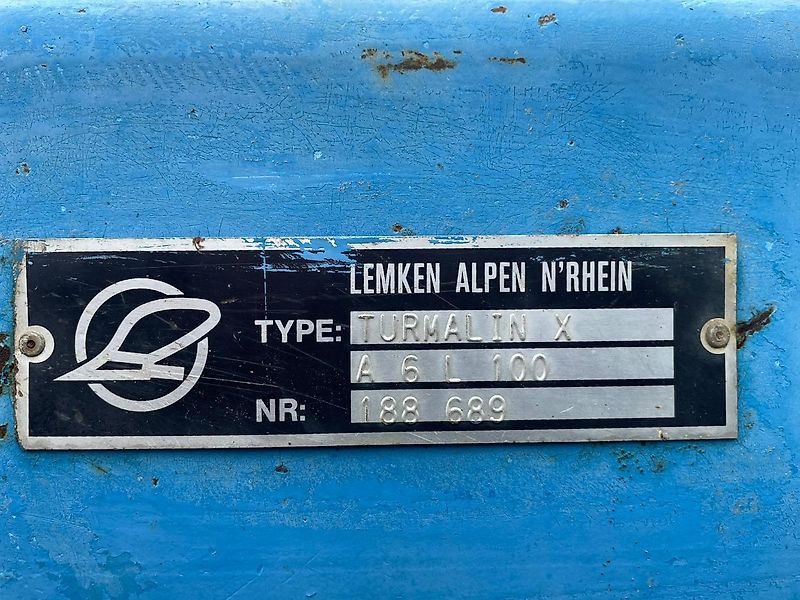 LEMKEN ALPEN N'RHEIN
TYPE: TURMALIN X
A 6 L 100
NR: 188 689